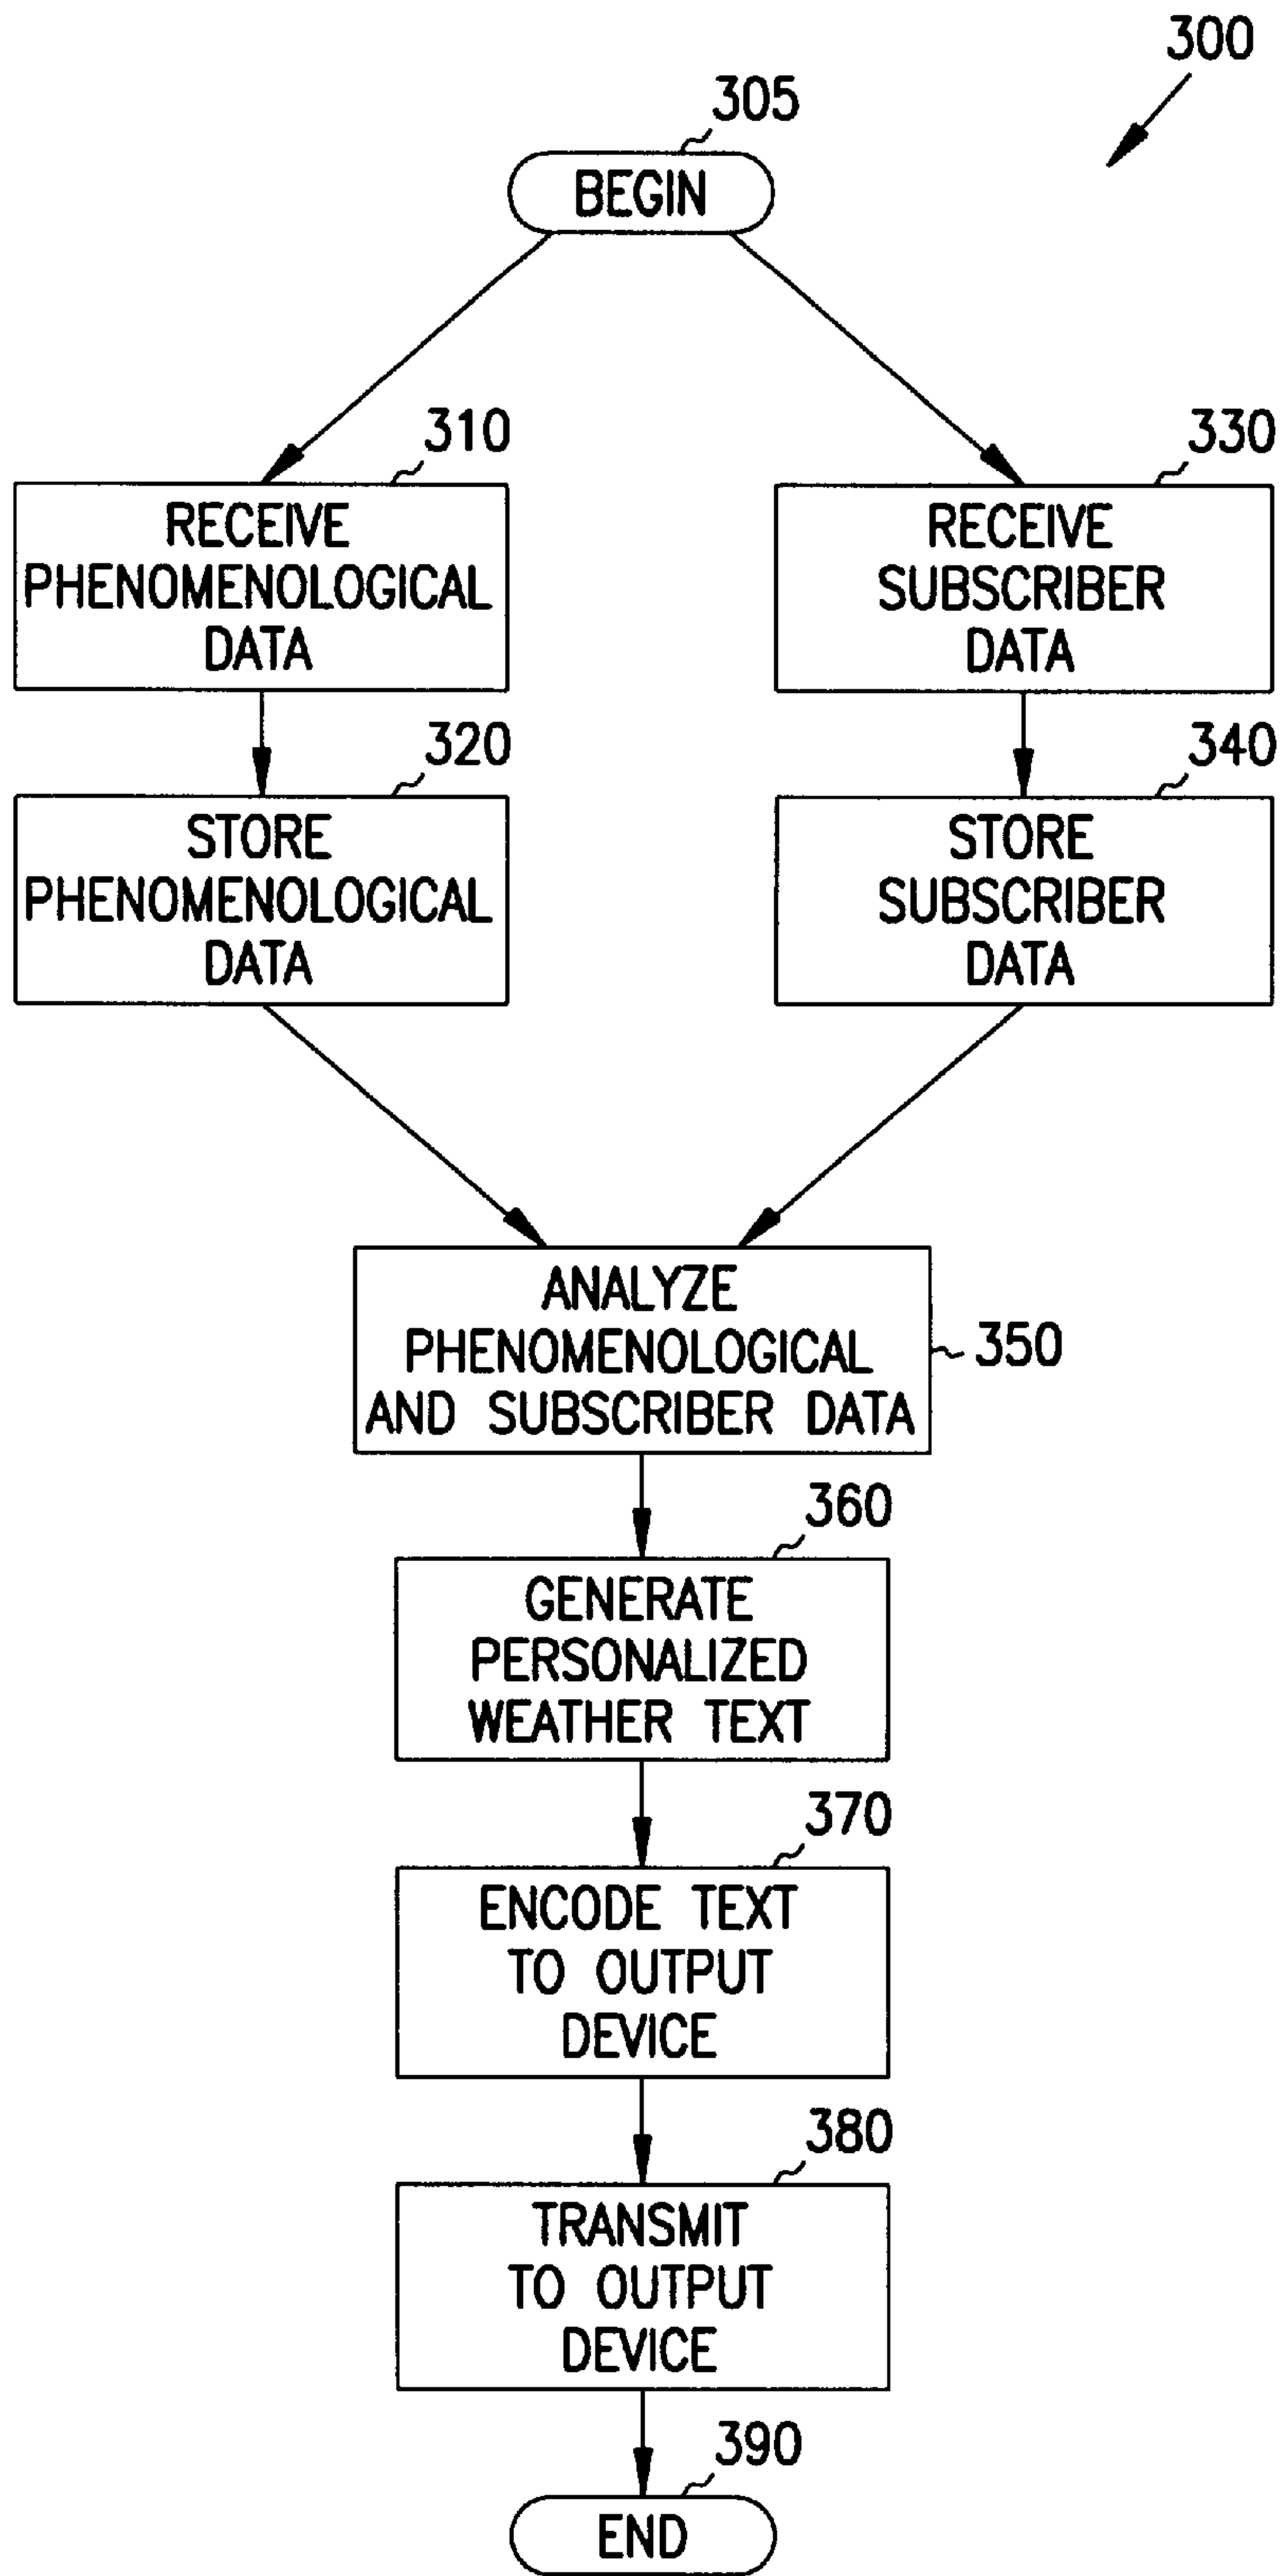 300
305
BEGIN
310
RECEIVE
PHENOMENOLOGICAL
DATA
330
RECEIVE
SUBSCRIBER
DATA
320
STORE
PHENOMENOLOGICAL
DATA
340
STORE
SUBSCRIBER
DATA
ANALYZE
PHENOMENOLOGICAL
AND SUBSCRIBER DATA
350
360
GENERATE
PERSONALIZED
WEATHER TEXT
370
ENCODE TEXT
TO OUTPUT
DEVICE
380
TRANSMIT
TO OUTPUT
DEVICE
390
END